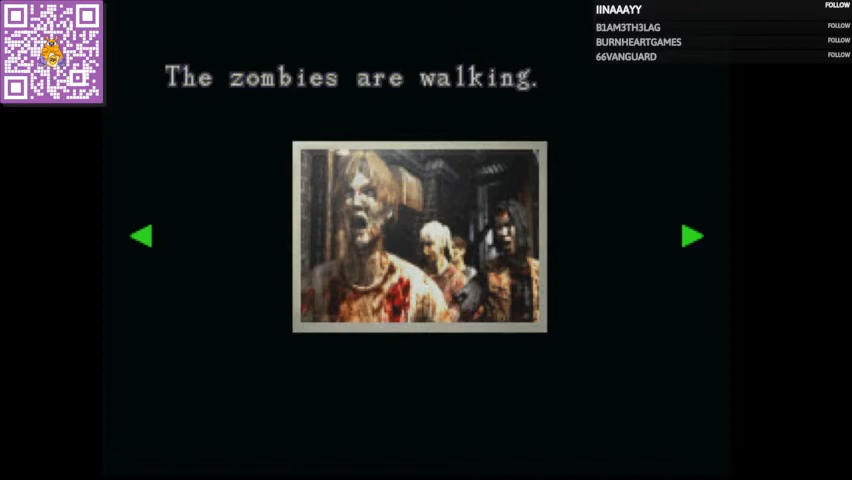 The zombies are walking.
IINAAAYY FOLLOW
B1AM3TH3LAG FOLLOW
BURNHEARTGAMES FOLLOW
66VANGUARD FOLLOW